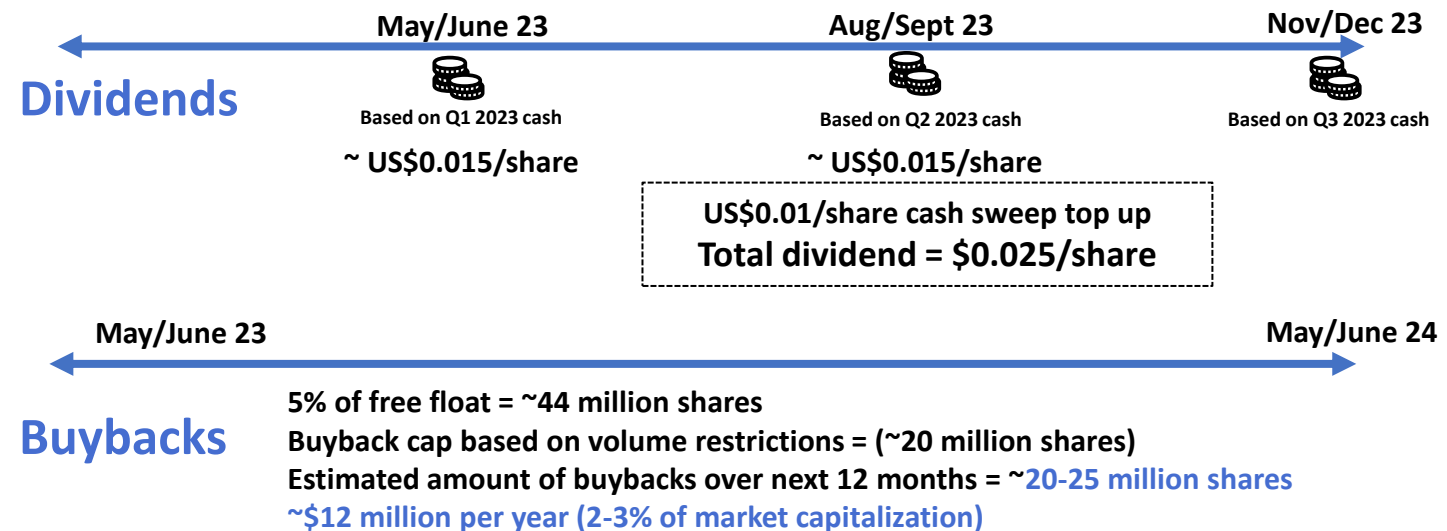 May/June 23
Aug/Sept 23
Nov/Dec 23
Dividends
Based on Q1 2023 cash
Based on Q2 2023 cash
Based on Q3 2023 cash
~ US$0.015/share
~ US$0.015/share
US$0.01/share cash sweep top up
Total dividend = $0.025/share
May/June 23
May/June 24
Buybacks
5% of free float = ~44 million shares
Buyback cap based on volume restrictions = (~20 million shares)
Estimated amount of buybacks over next 12 months = ~20-25 million shares
~$12 million per year (2-3% of market capitalization)